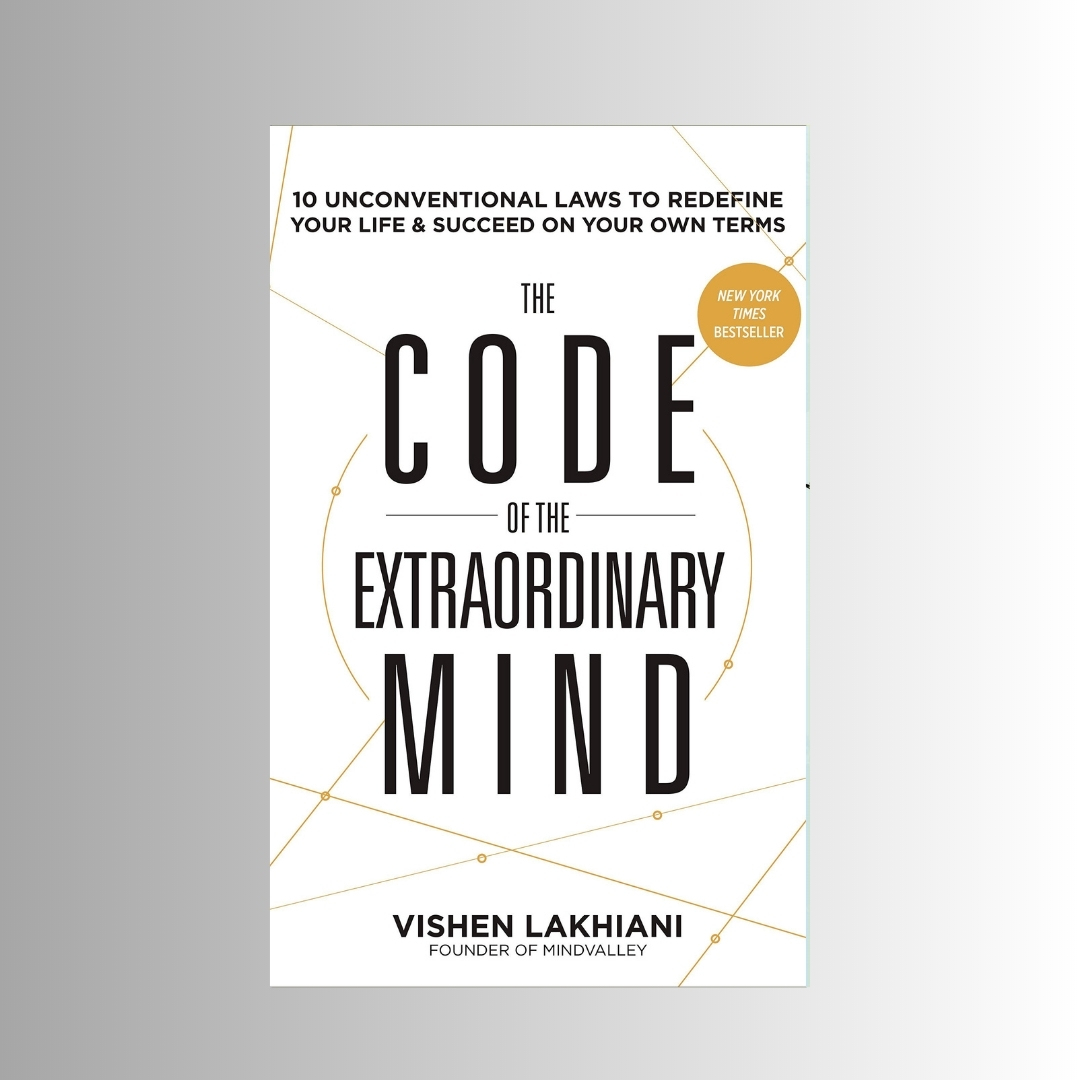 10 UNCONVENTIONAL LAWS TO REDEFINE
YOUR LIFE & SUCCEED ON YOUR OWN TERMS
THE
NEW YORK
TIMES
BESTSELLER
CODE
OF THE
EXTRAORDINARY
MIND
VISHEN LAKHIANI
FOUNDER OF MINDVALLEY